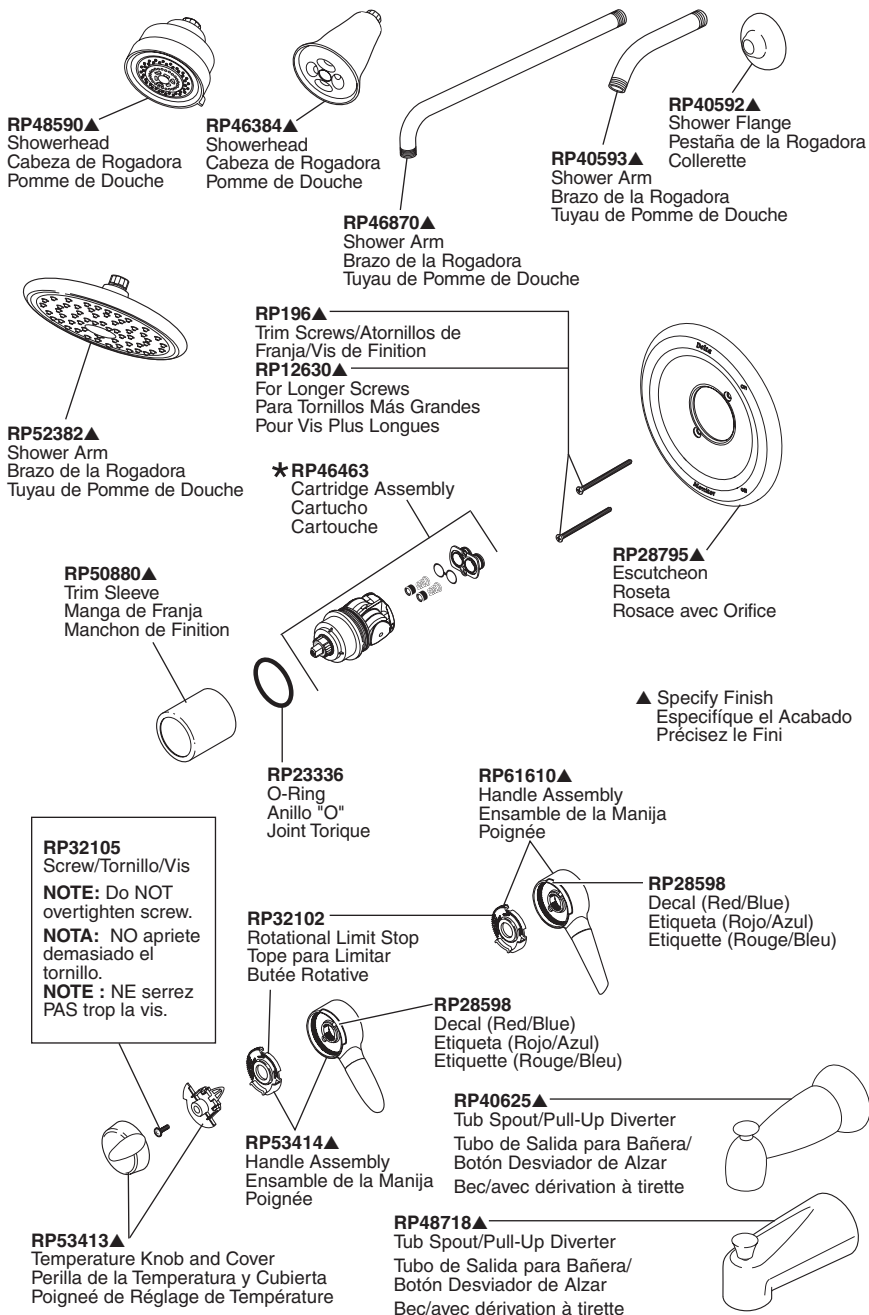 RP48590▲
Showerhead
Cabeza de Rogadora
Pomme de Douche
RP46384▲
Showerhead
Cabeza de Rogadora
Pomme de Douche
RP46870▲
Shower Arm
Brazo de la Rogadora
Tuyau de Pomme de Douche
RP40593▲
Shower Arm
Brazo de la Rogadora
Tuyau de Pomme de Douche
RP40592▲
Shower Flange
Pestaña de la Rogadora
Collerette
RP52382▲
Shower Arm
Brazo de la Rogadora
Tuyau de Pomme de Douche
RP196▲
Trim Screws/Atornillos de
Franja/Vis de Finition
RP12630▲
For Longer Screws
Para Tornillos Más Grandes
Pour Vis Plus Longues
Delta
Monitor
RP28795▲
Escutcheon
Roseta
Rosace avec Orifice
★RP46463
Cartridge Assembly
Cartucho
Cartouche
RP50880▲
Trim Sleeve
Manga de Franja
Manchon de Finition
RP23336
O-Ring
Anillo "O"
Joint Torique
▲ Specify Finish
Especifíque el Acabado
Précisez le Fini
RP61610▲
Handle Assembly
Ensamble de la Manija
Poignée
RP28598
Decal (Red/Blue)
Etiqueta (Rojo/Azul)
Etiquette (Rouge/Bleu)
RP32105
Screw/Tornillo/Vis
NOTE: Do NOT
overtighten screw.
NOTA: NO apriete
demasiado el
tornillo.
NOTE : NE serrez
PAS trop la vis.
RP32102
Rotational Limit Stop
Tope para Limitar
Butée Rotative
RP28598
Decal (Red/Blue)
Etiqueta (Rojo/Azul)
Etiquette (Rouge/Bleu)
RP53414▲
Handle Assembly
Ensamble de la Manija
Poignée
RP53413▲
Temperature Knob and Cover
Perilla de la Temperatura y Cubierta
Poigneé de Réglage de Température
RP40625▲
Tub Spout/Pull-Up Diverter
Tubo de Salida para Bañera/
Botón Desviador de Alzar
Bec/avec dérivation à tirette
RP48718▲
Tub Spout/Pull-Up Diverter
Tubo de Salida para Bañera/
Botón Desviador de Alzar
Bec/avec dérivation à tirette